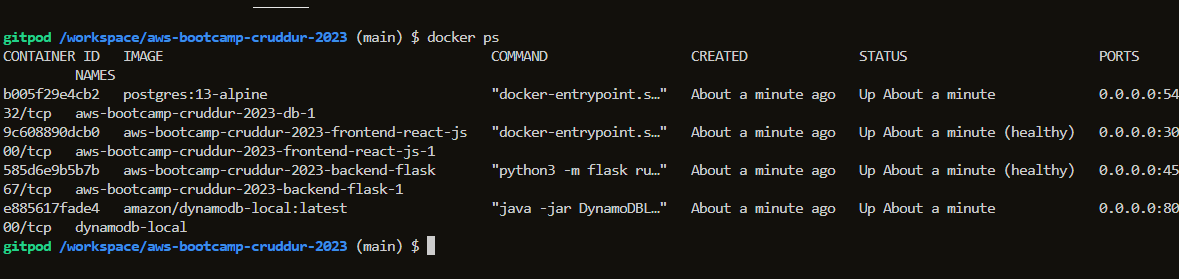 gitpod /workspace/aws-bootcamp-cruddur-2023 (main) $ docker ps
CONTAINER ID   IMAGE                                         COMMAND                  CREATED              STATUS                        PORTS
         NAMES
b005f29e4cb2   postgres:13-alpine                            "docker-entrypoint.s…"   About a minute ago   Up About a minute             0.0.0.0:54
32/tcp   aws-bootcamp-cruddur-2023-db-1
9c608890dcb0   aws-bootcamp-cruddur-2023-frontend-react-js   "docker-entrypoint.s…"   About a minute ago   Up About a minute (healthy)   0.0.0.0:30
00/tcp   aws-bootcamp-cruddur-2023-frontend-react-js-1
585d6e9b5b7b   aws-bootcamp-cruddur-2023-backend-flask       "python3 -m flask ru…"   About a minute ago   Up About a minute (healthy)   0.0.0.0:45
67/tcp   aws-bootcamp-cruddur-2023-backend-flask-1
e885617fade4   amazon/dynamodb-local:latest                  "java -jar DynamoDBL…"   About a minute ago   Up About a minute             0.0.0.0:80
00/tcp   dynamodb-local
gitpod /workspace/aws-bootcamp-cruddur-2023 (main) $